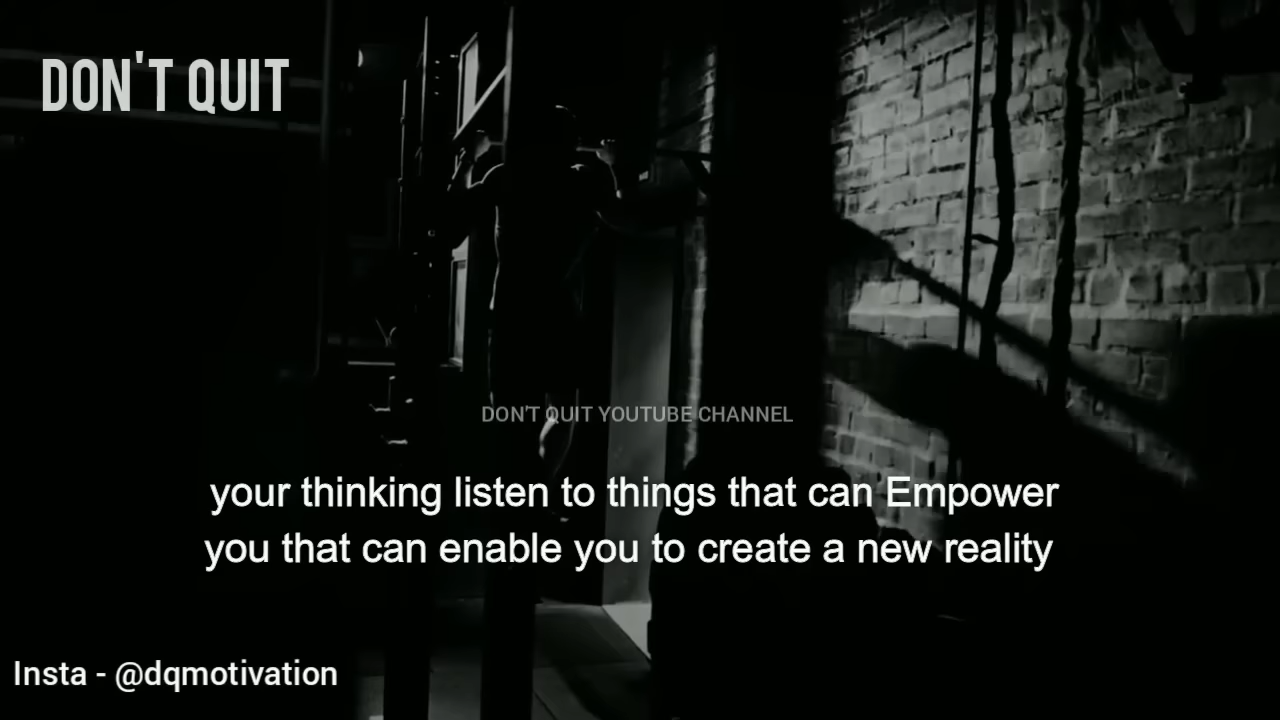 DON'T QUIT
DON'T QUIT YOUTUBE CHANNEL
your thinking listen to things that can Empower
you that can enable you to create a new reality
Insta - @dqmotivation